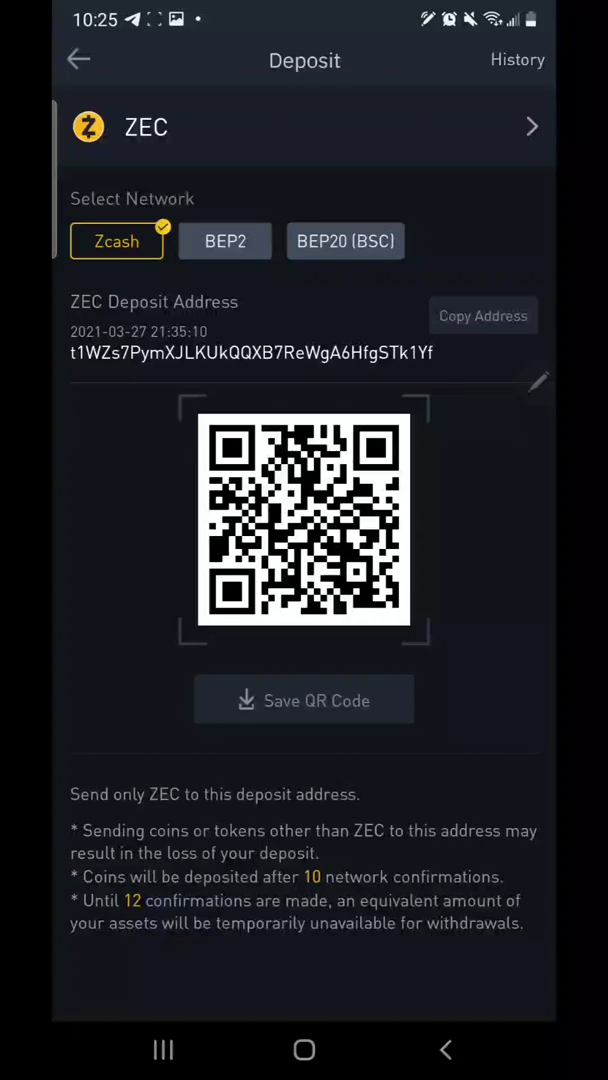 10:25
Deposit
History
ZEC
Select Network
Zcash
BEP2
BEP20 (BSC)
ZEC Deposit Address
Copy Address
2021-03-27 21:35:10
t1WZs7PymXJLKUkQQXB7ReWgA6HfgSTk1Yf
Save QR Code
Send only ZEC to this deposit address.
* Sending coins or tokens other than ZEC to this address may
result in the loss of your deposit.
* Coins will be deposited after 10 network confirmations.
* Until 12 confirmations are made, an equivalent amount of
your assets will be temporarily unavailable for withdrawals.